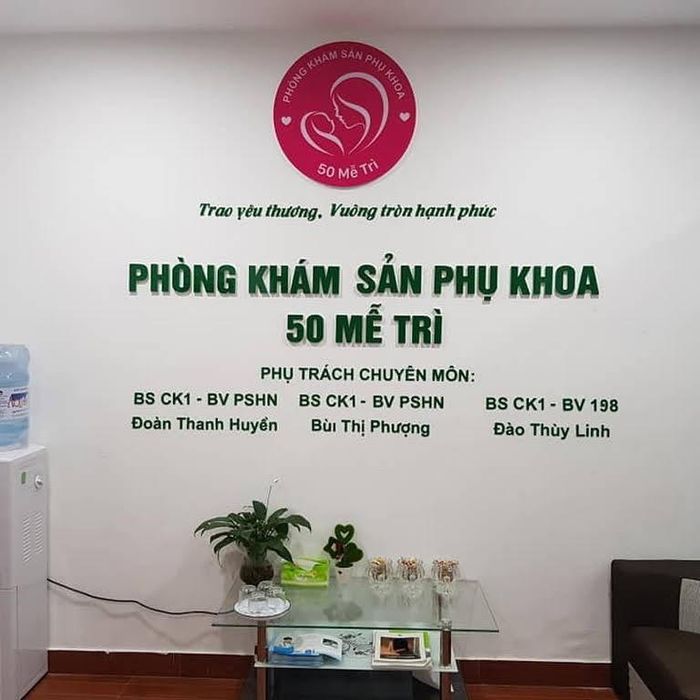 PHÒNG KHÁM SẢN PHỤ KHOA
50 Mễ Trì
Trao yêu thương, Vuông tròn hạnh phúc
PHÒNG KHÁM SẢN PHỤ KHOA
50 MỄ TRÌ
PHỤ TRÁCH CHUYÊN MÔN:
BS CK1 - BV PSHN BS CK1 - BV PSHN BS CK1 - BV 198
Đoàn Thanh Huyền Bùi Thị Phượng Đào Thùy Linh